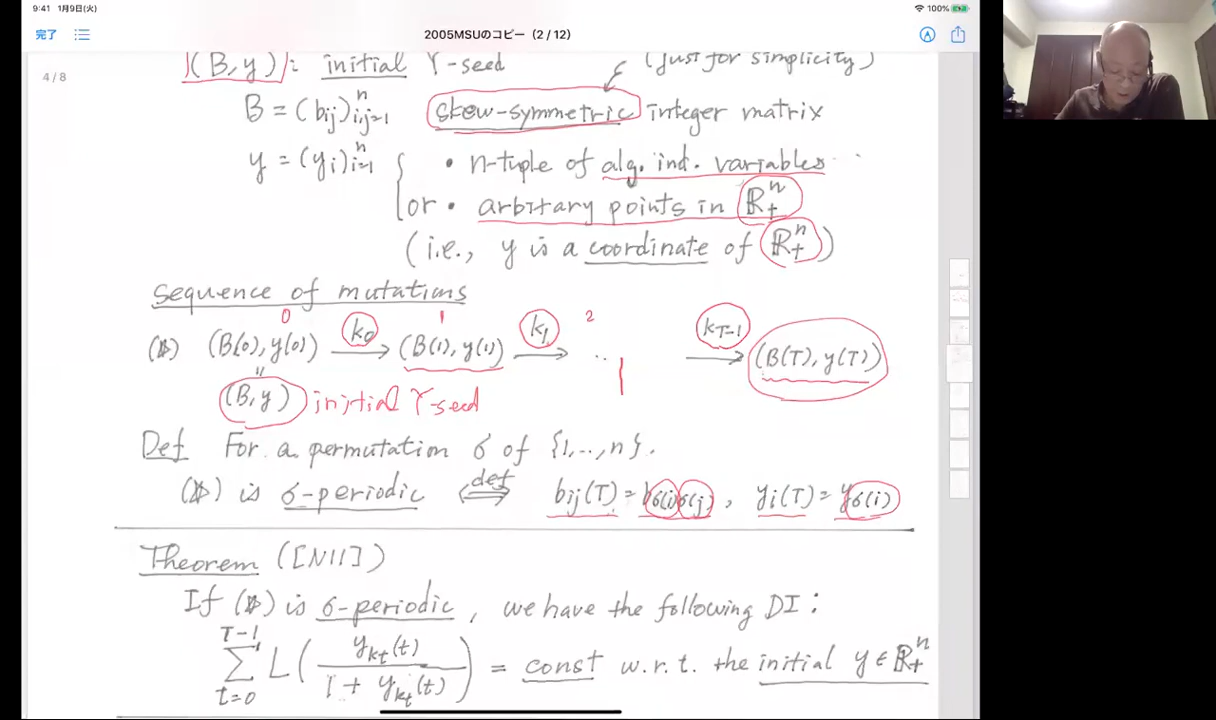 9:41 1月9日(火)
100%
完了
2005MSUのコピー (2 / 12)
4 / 8
(B, y) : initial Y-seed (just for simplicity)
B = (bij)ⁿi,j=1 skew-symmetric integer matrix
y = (yi)ⁿi=1 { • n-tuple of alg. ind. variables
or • arbitary points in ℝ₊ⁿ
(i.e., y is a coordinate of ℝ₊ⁿ)
sequence of mutations
0 1 2
(B(0), y(0)) →k₀ (B(1), y(1)) →k₁ ‥ →kT-1 (B(T), y(T))
"
(B, y) initial Y-seed
Def For a permutation σ of {1,..,n}.
is σ-periodic ⇔def bij(T) = bσ(i)σ(j) , yi(T) = yσ(i)
Theorem ([N11])
If is σ-periodic, we have the following DI :
T-1 Σ t=0 L( ykt(t) / 1 + ykt(t) ) = const w.r.t. the initial y ∈ ℝ₊ⁿ